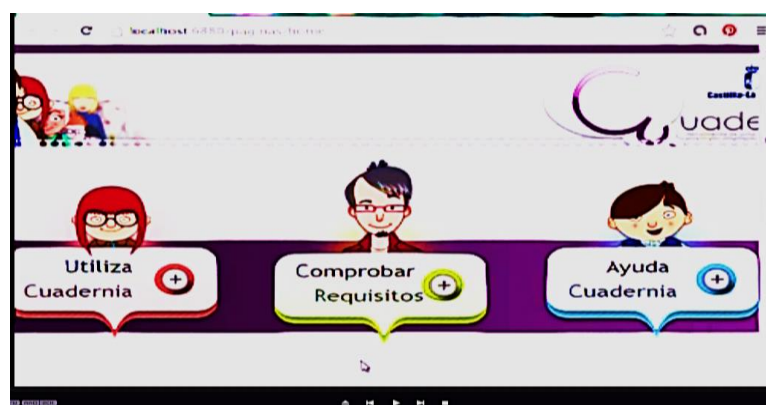 localhost
Castilla-La
uade
Utiliza
Cuadernia
Comprobar
Requisitos
Ayuda
Cuadernia